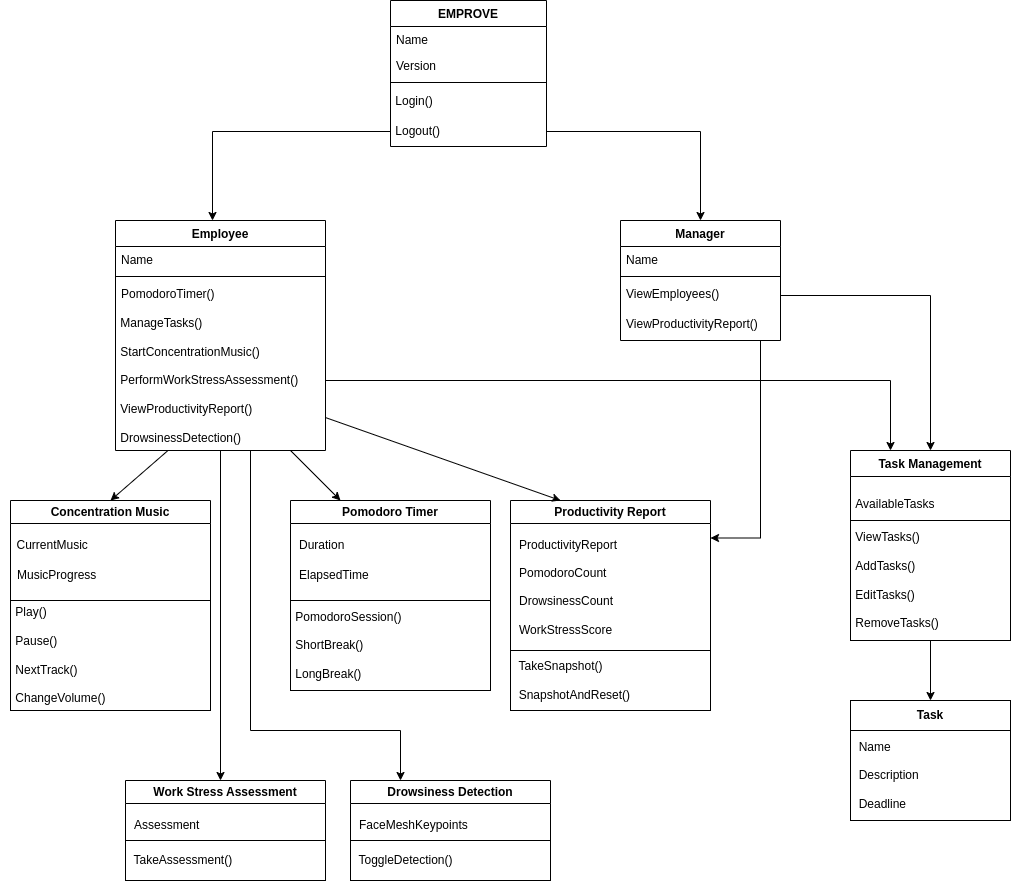 EMPROVE
Name
Version
Login()
Logout()
Employee
Name
PomodoroTimer()
ManageTasks()
StartConcentrationMusic()
PerformWorkStressAssessment()
ViewProductivityReport()
DrowsinessDetection()
Manager
Name
ViewEmployees()
ViewProductivityReport()
Concentration Music
CurrentMusic
MusicProgress
Play()
Pause()
NextTrack()
ChangeVolume()
Pomodoro Timer
Duration
ElapsedTime
PomodoroSession()
ShortBreak()
LongBreak()
Productivity Report
ProductivityReport
PomodoroCount
DrowsinessCount
WorkStressScore
TakeSnapshot()
SnapshotAndReset()
Task Management
AvailableTasks
ViewTasks()
AddTasks()
EditTasks()
RemoveTasks()
Task
Name
Description
Deadline
Work Stress Assessment
Assessment
TakeAssessment()
Drowsiness Detection
FaceMeshKeypoints
ToggleDetection()